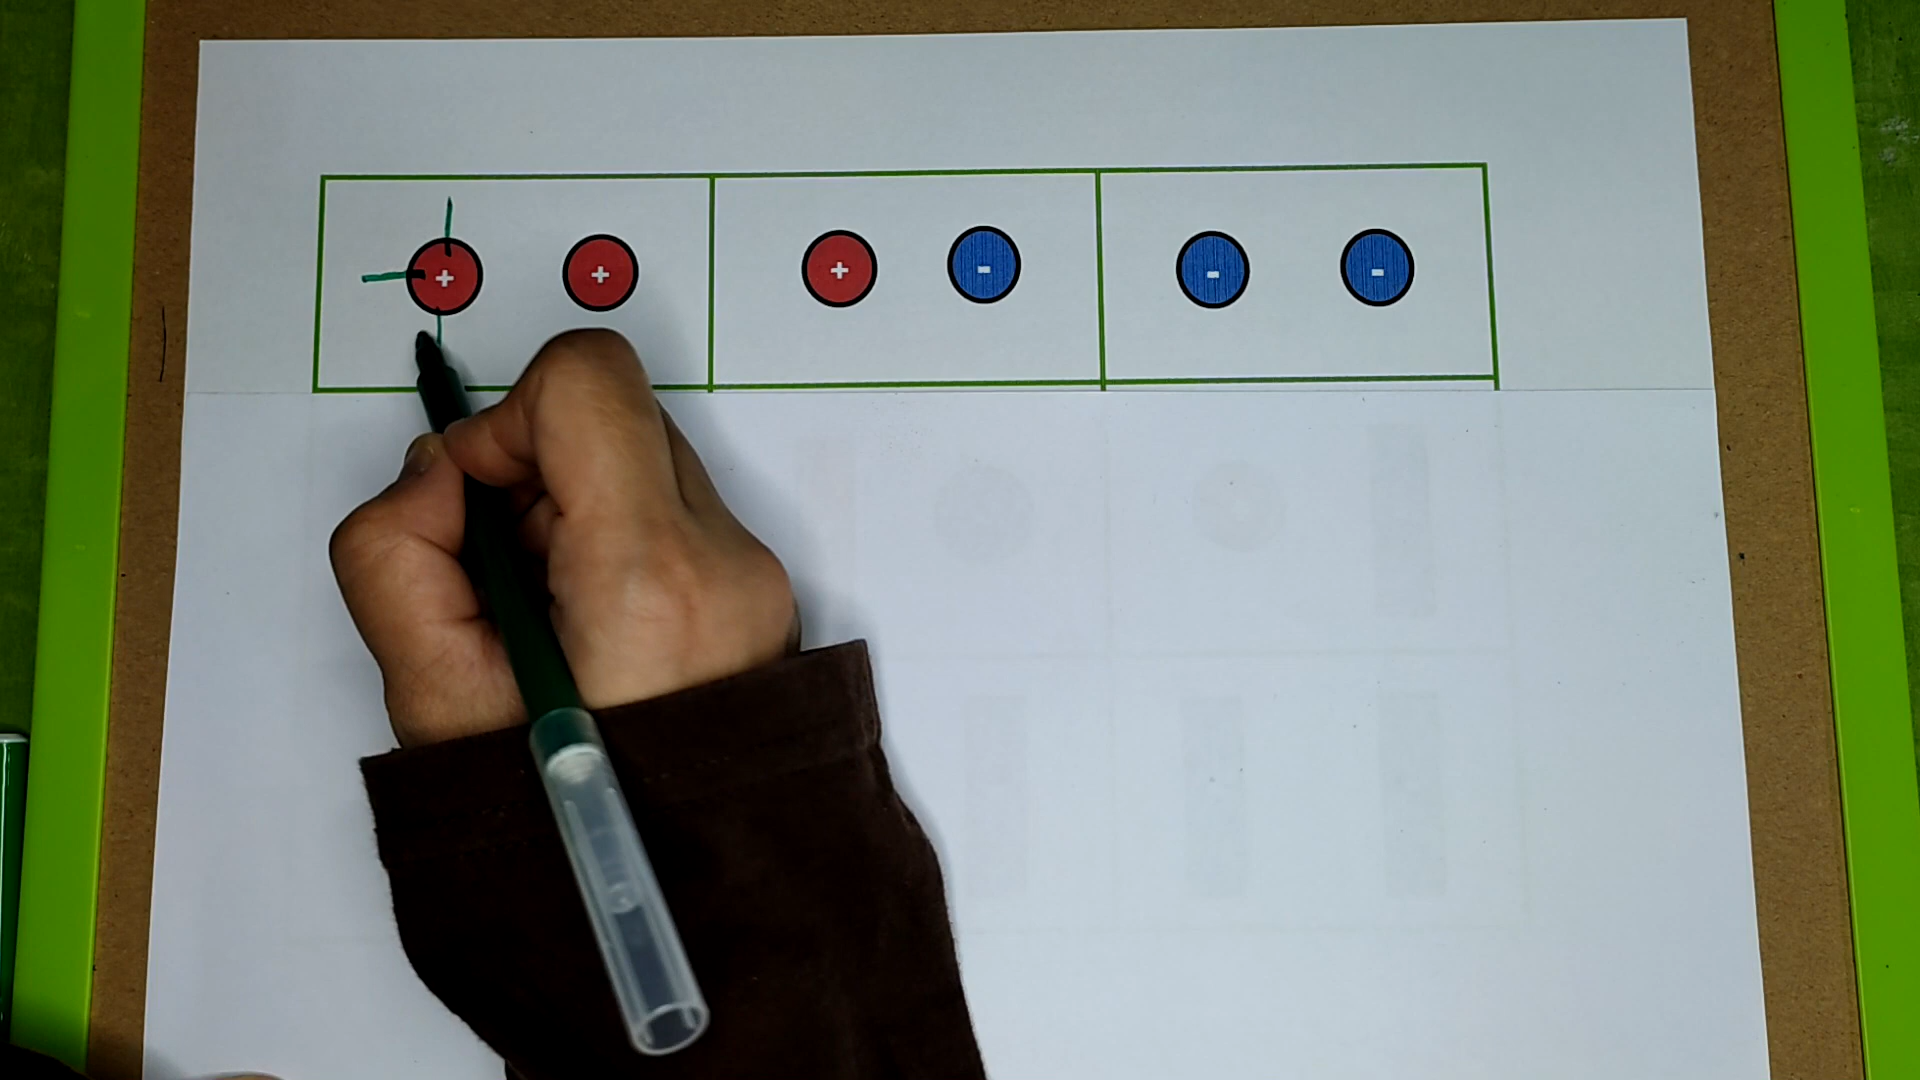 + + + - - -